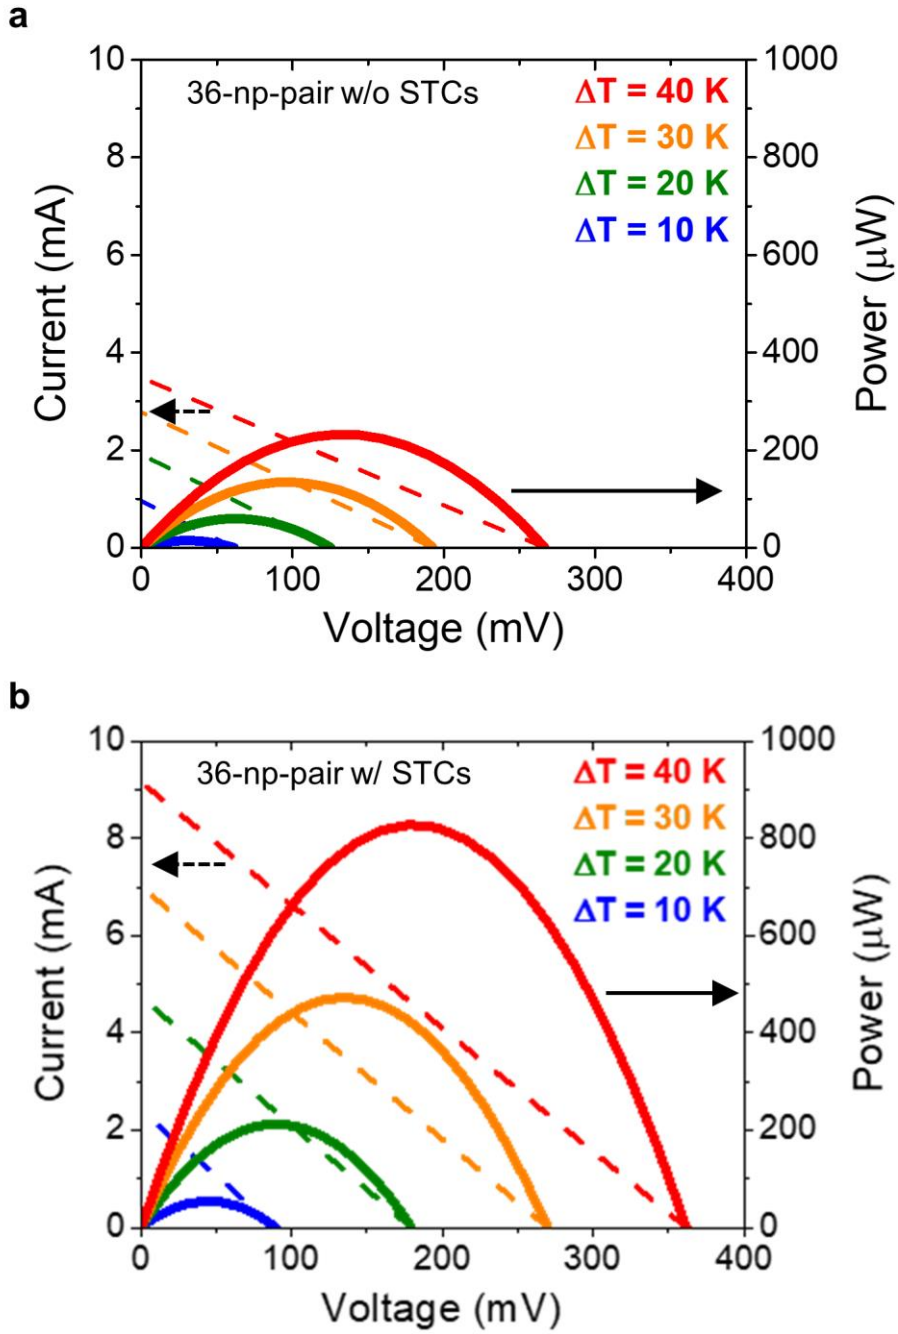 a
36-np-pair w/o STCs
ΔT = 40 K
ΔT = 30 K
ΔT = 20 K
ΔT = 10 K
10
8
6
4
2
0
Current (mA)
1000
800
600
400
200
0
Power (μW)
0 100 200 300 400
Voltage (mV)
b
36-np-pair w/ STCs
ΔT = 40 K
ΔT = 30 K
ΔT = 20 K
ΔT = 10 K
10
8
6
4
2
0
Current (mA)
1000
800
600
400
200
0
Power (μW)
0 100 200 300 400
Voltage (mV)